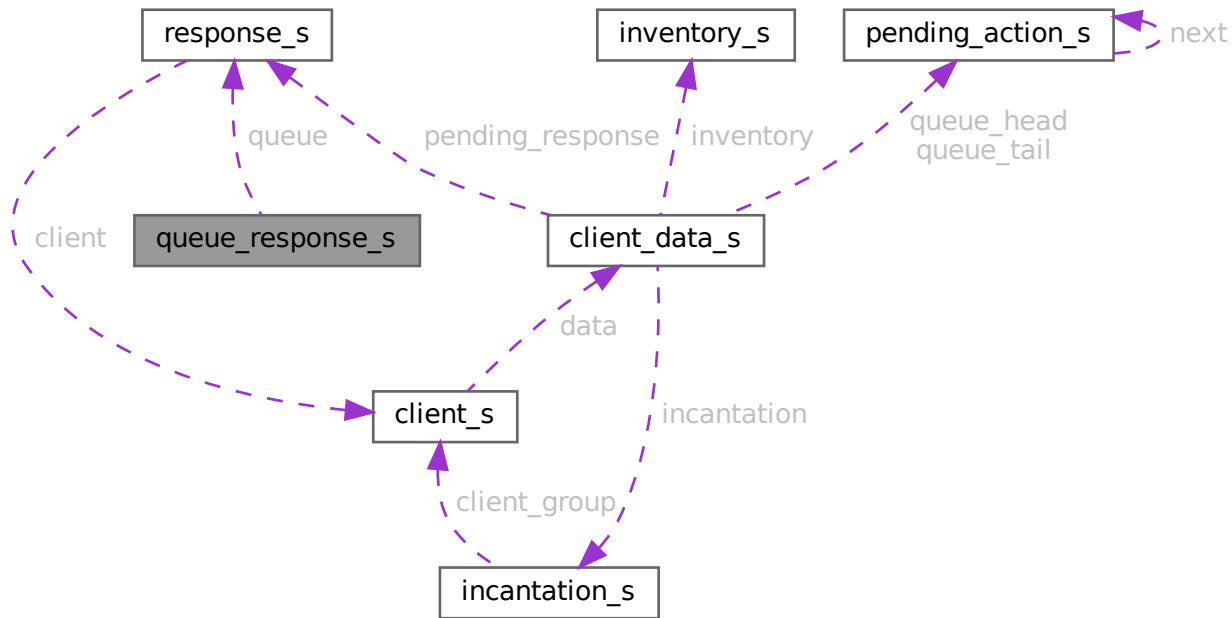 response_s
inventory_s
pending_action_s
next
queue
pending_response
inventory
queue_head
queue_tail
client
queue_response_s
client_data_s
data
client_s
incantation
client_group
incantation_s